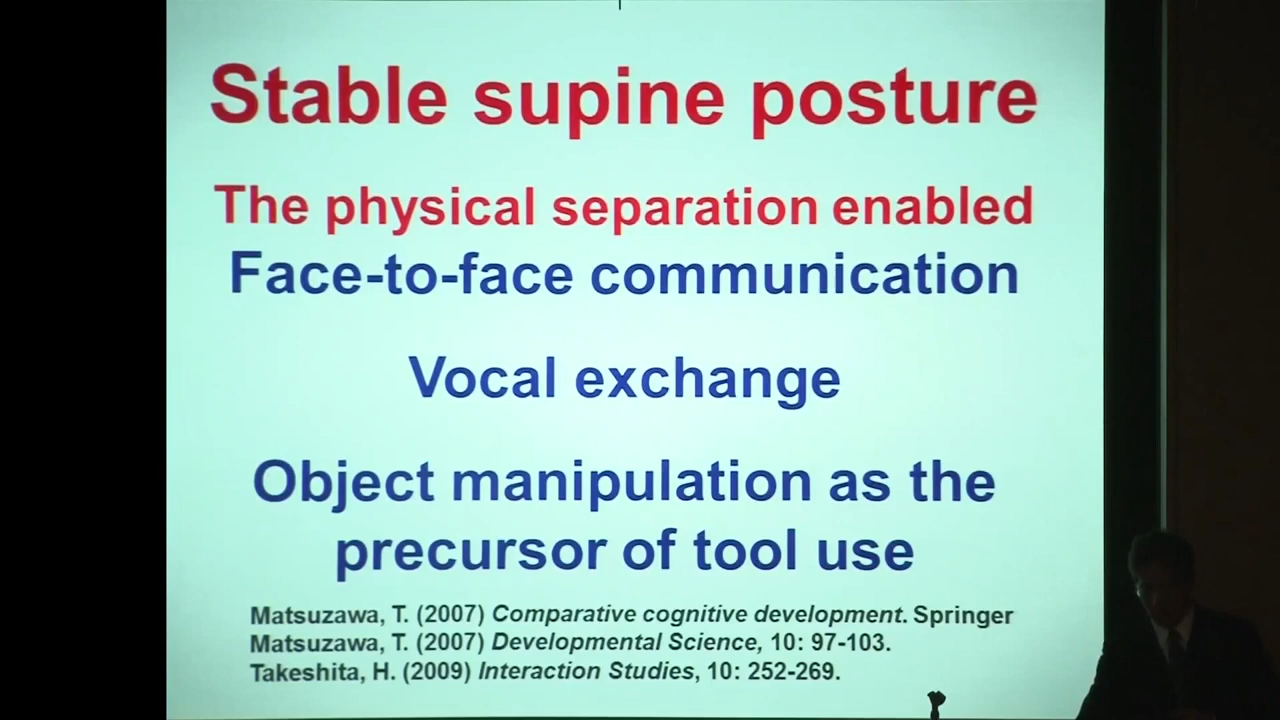 Stable supine posture
The physical separation enabled
Face-to-face communication
Vocal exchange
Object manipulation as the
precursor of tool use
Matsuzawa, T. (2007) Comparative cognitive development. Springer
Matsuzawa, T. (2007) Developmental Science, 10: 97-103.
Takeshita, H. (2009) Interaction Studies, 10: 252-269.